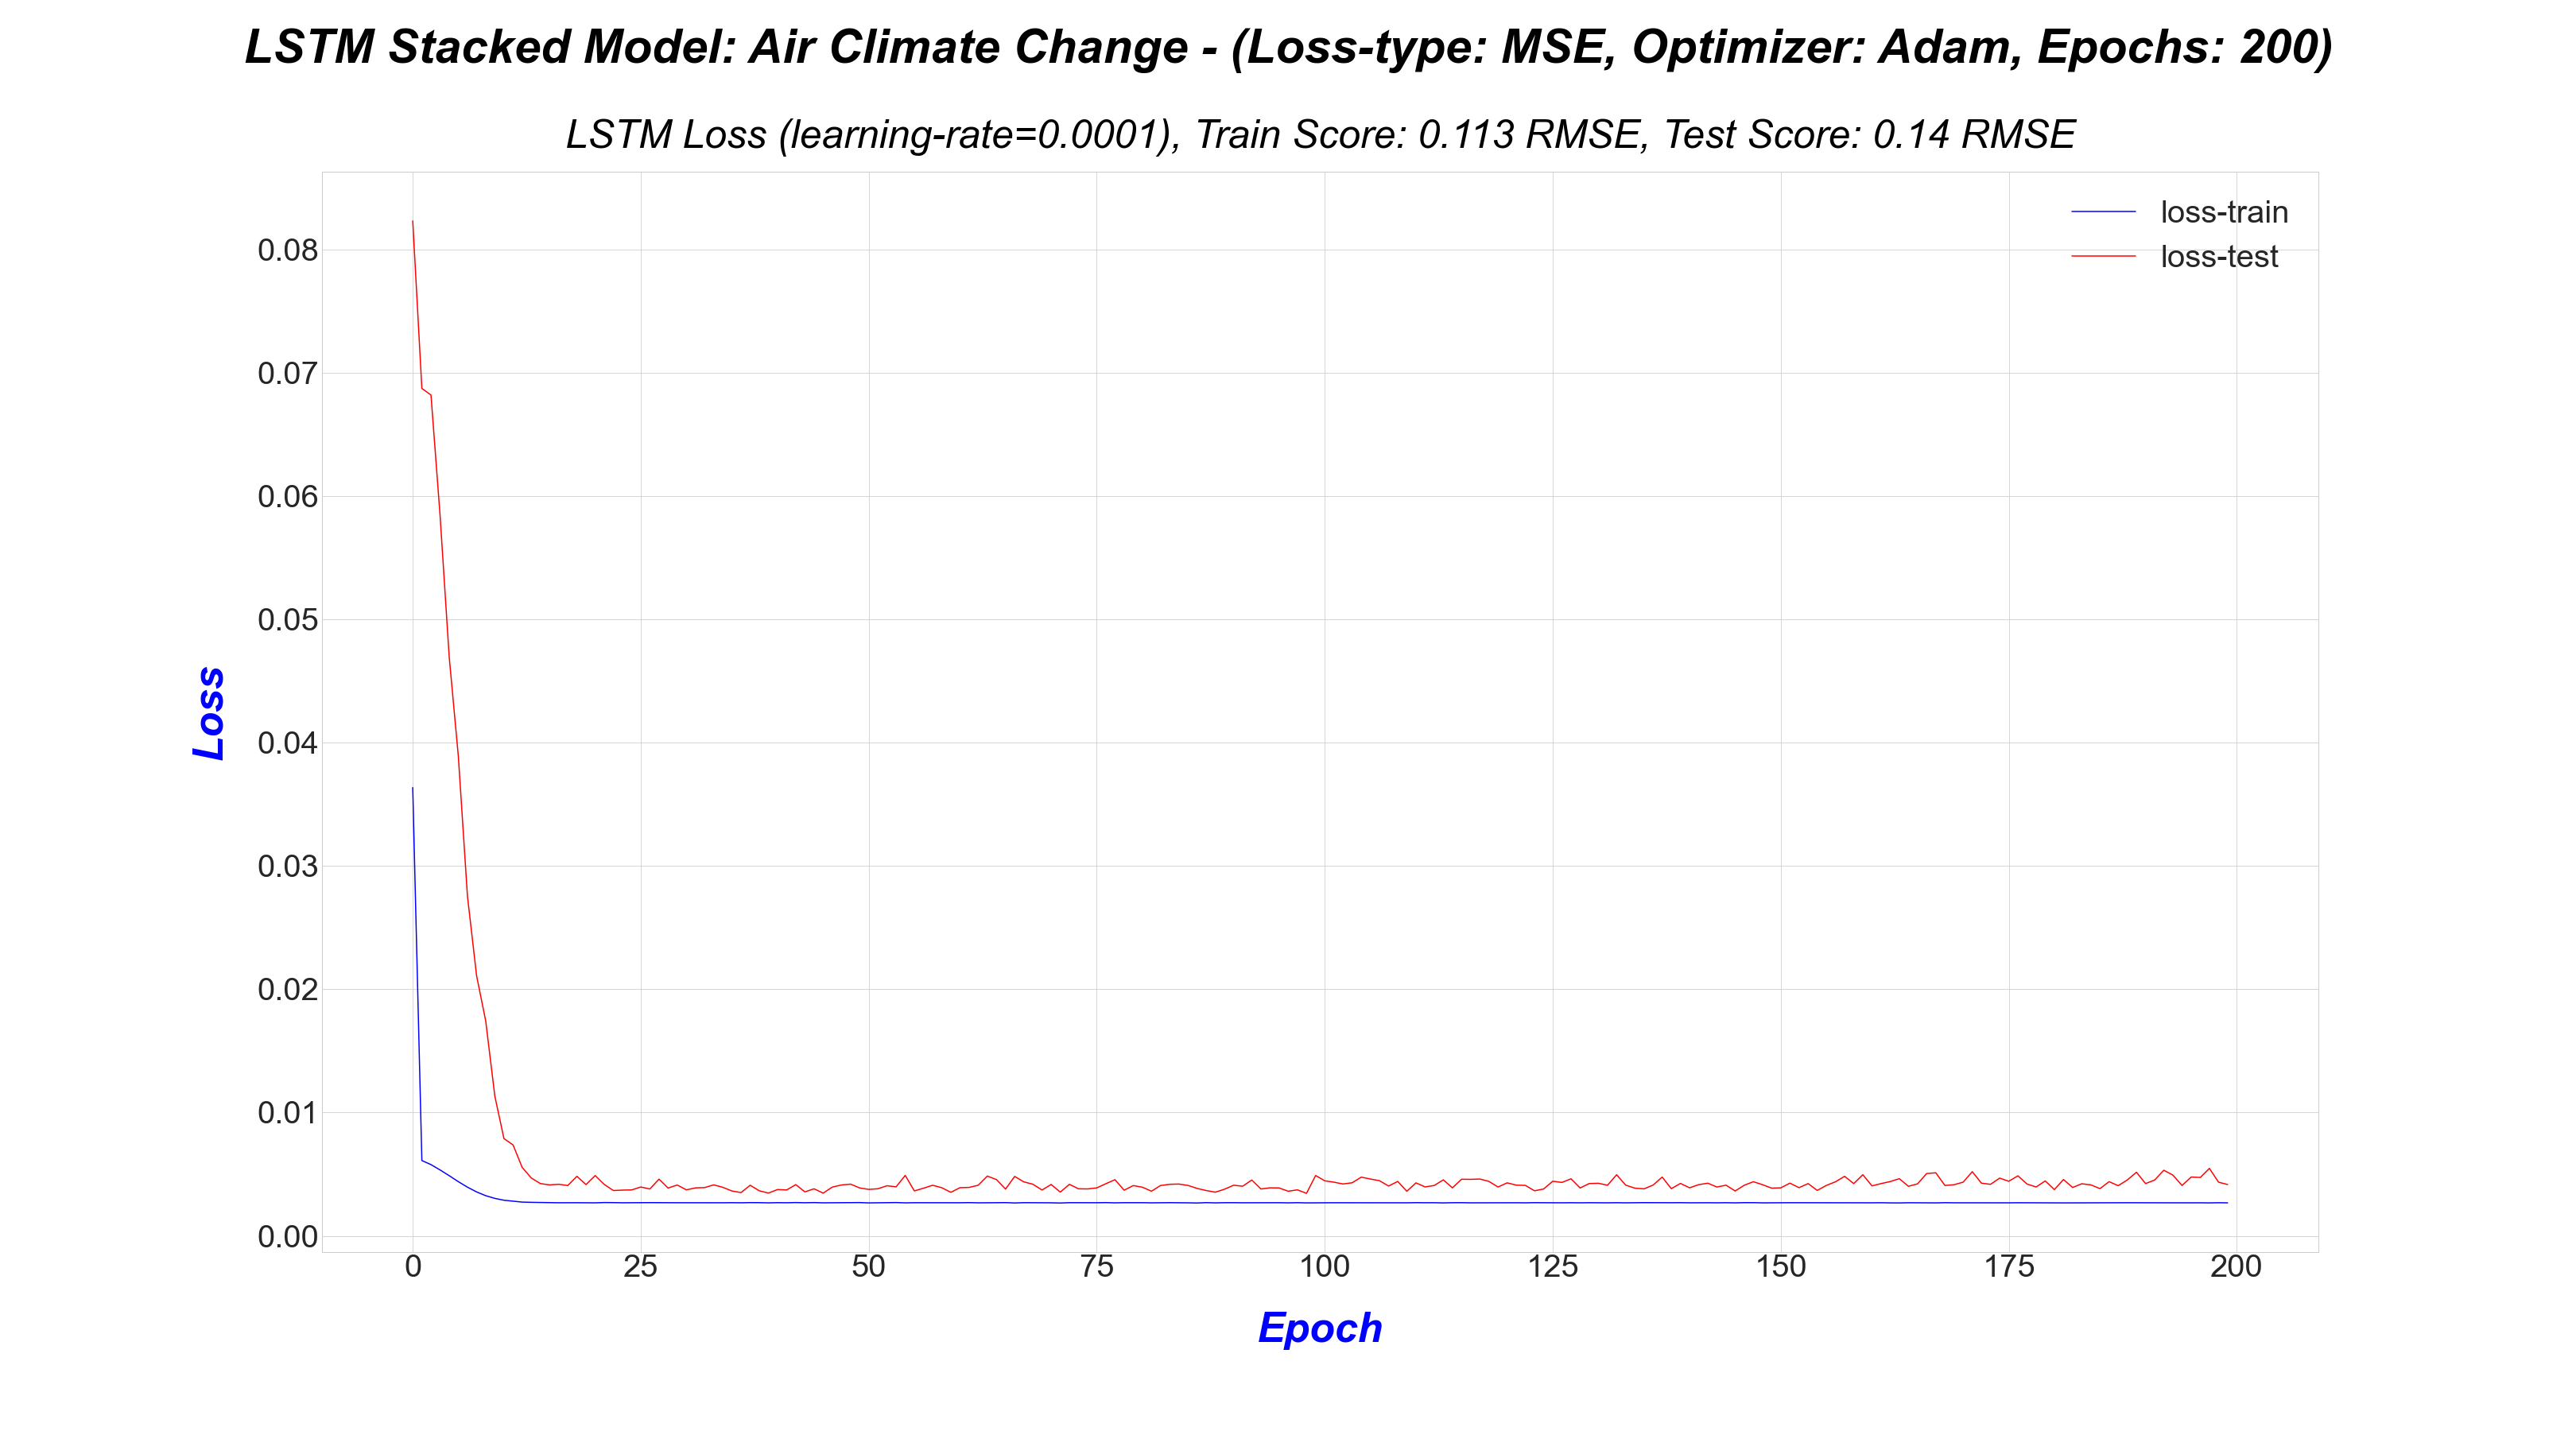 LSTM Stacked Model: Air Climate Change - (Loss-type: MSE, Optimizer: Adam, Epochs: 200)
LSTM Loss (learning-rate=0.0001), Train Score: 0.113 RMSE, Test Score: 0.14 RMSE
loss-train
loss-test
0.08
0.07
0.06
0.05
0.04
0.03
0.02
0.01
0.00
Loss
0 25 50 75 100 125 150 175 200
Epoch